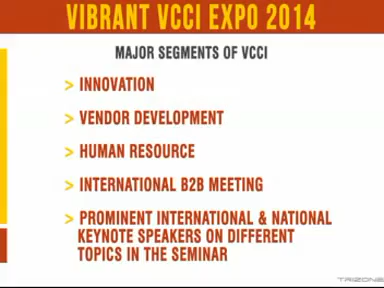 VIBRANT VCCI EXPO 2014
MAJOR SEGMENTS OF VCCI
> INNOVATION
> VENDOR DEVELOPMENT
> HUMAN RESOURCE
> INTERNATIONAL B2B MEETING
> PROMINENT INTERNATIONAL & NATIONAL
KEYNOTE SPEAKERS ON DIFFERENT
TOPICS IN THE SEMINAR
TRIZONE